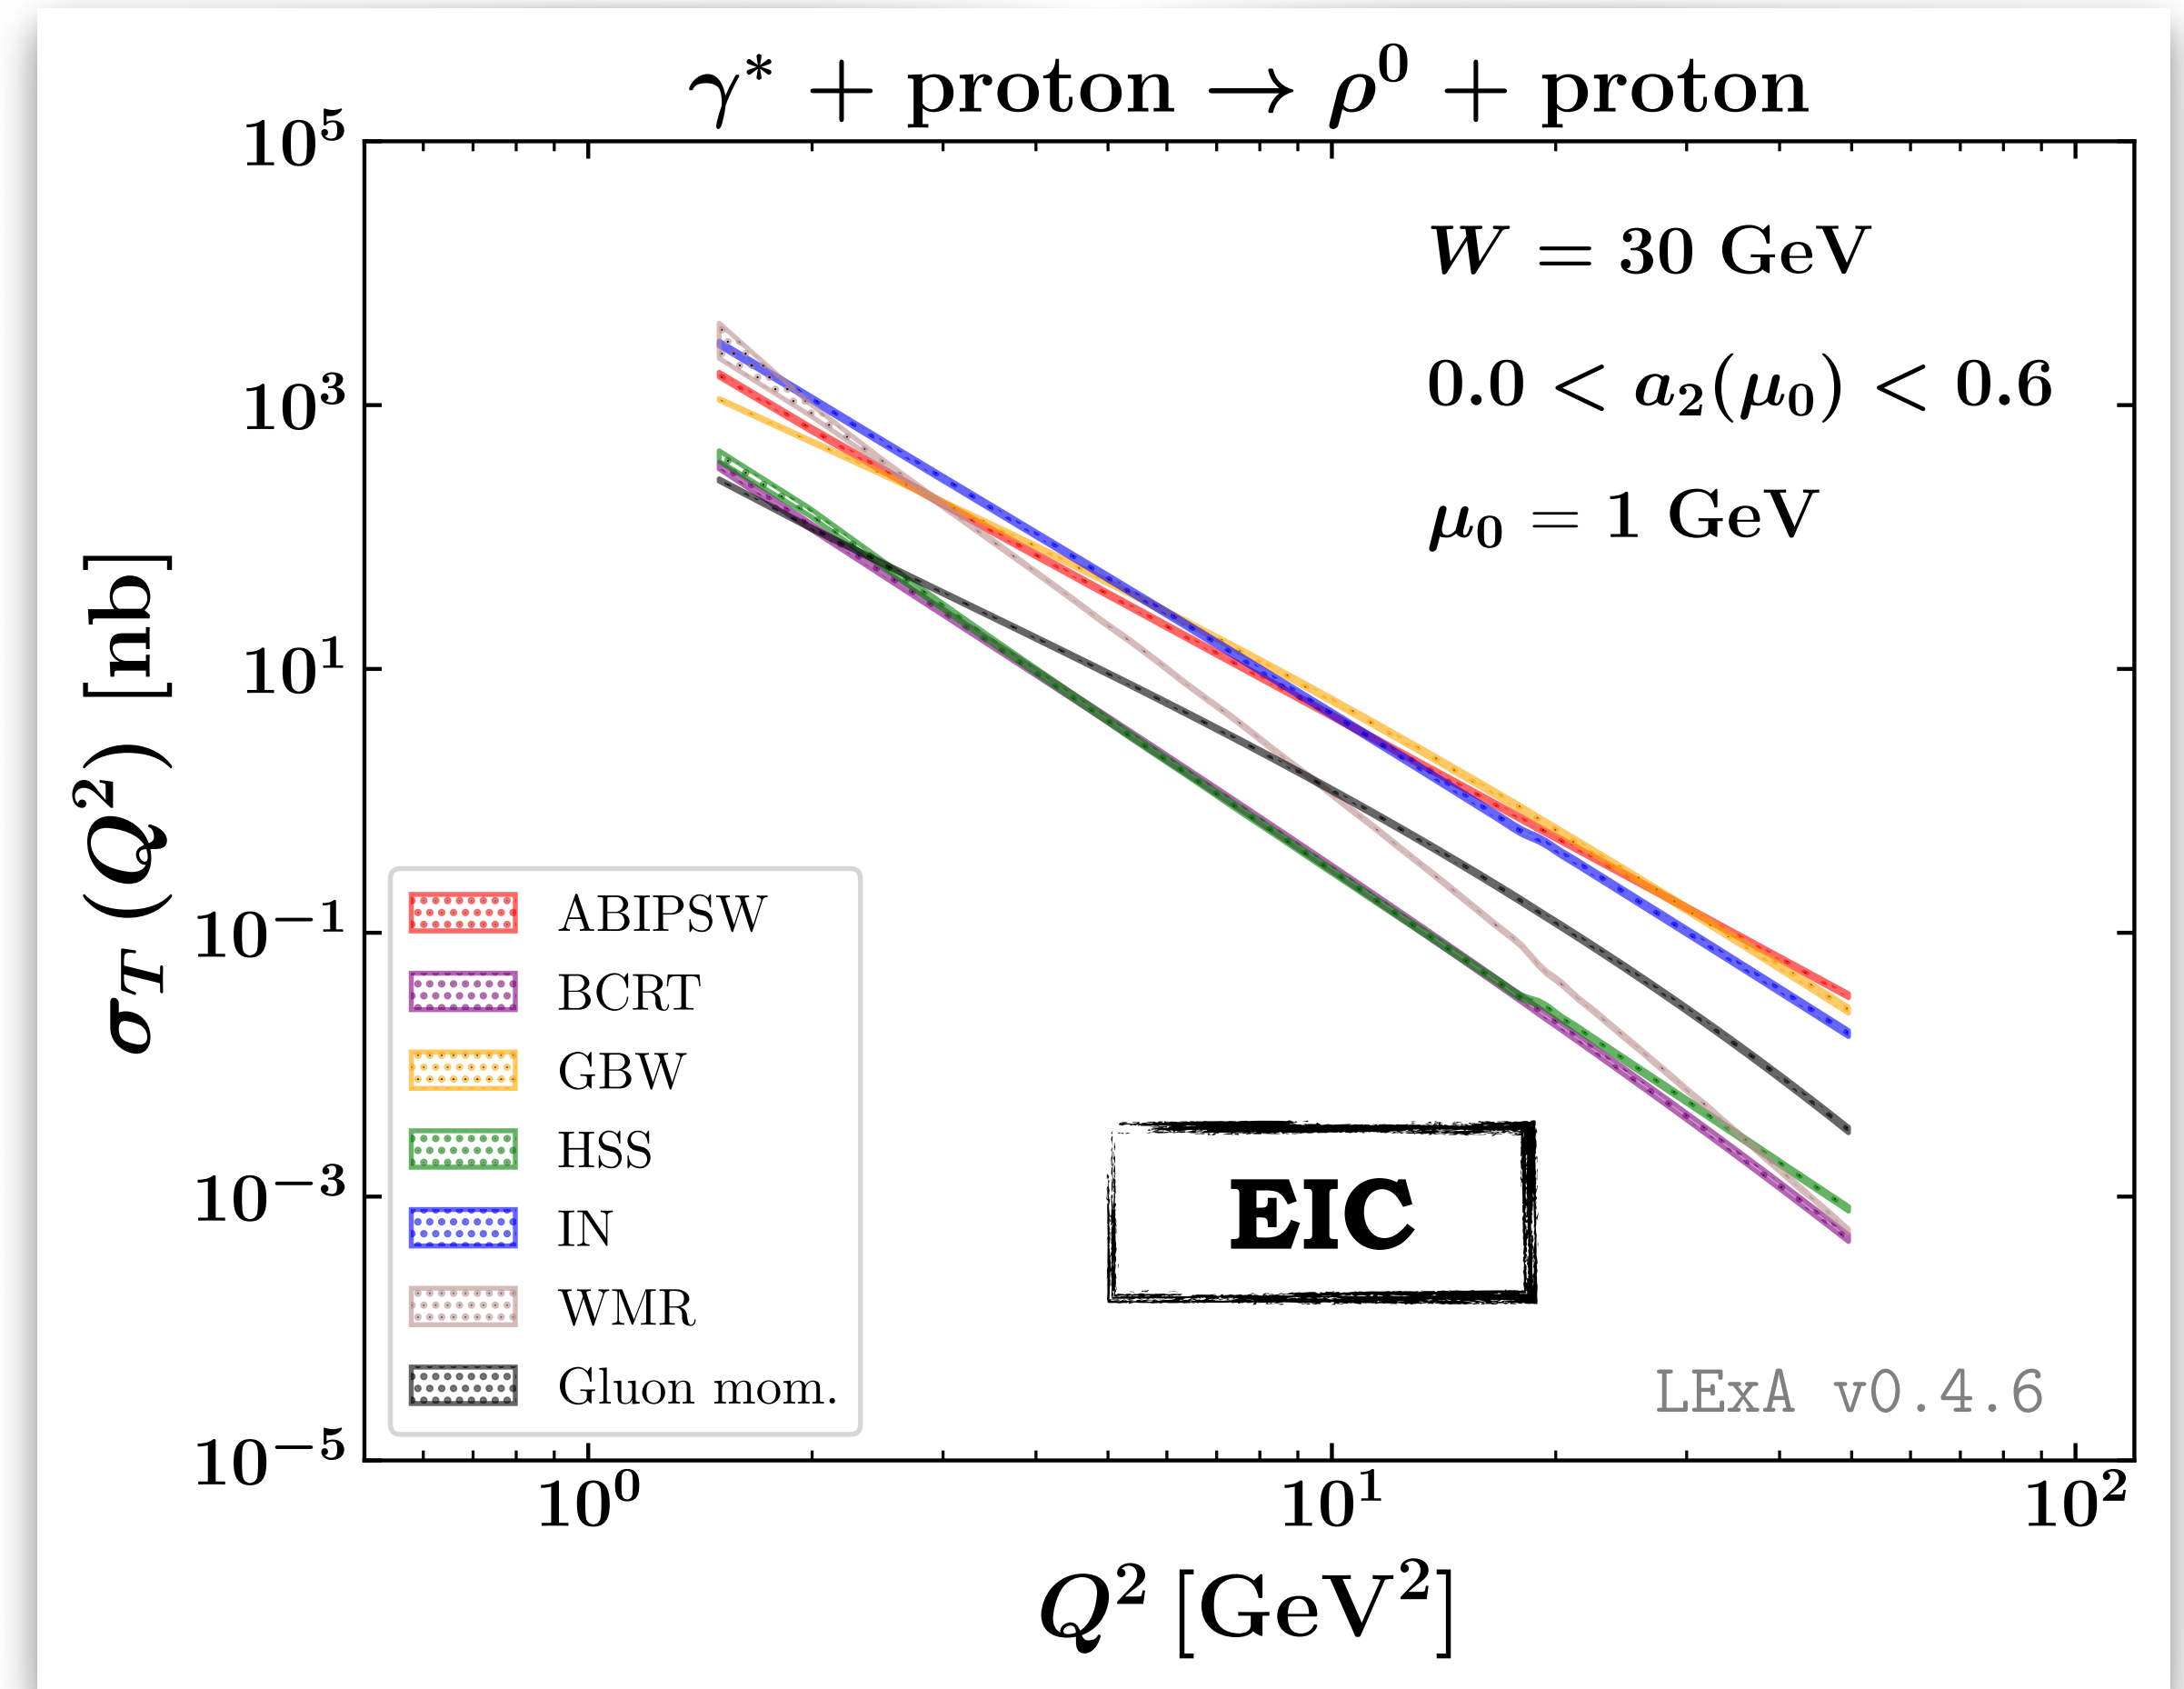 γ* + proton → ρ⁰ + proton
10⁵
10³
10¹
10⁻¹
10⁻³
10⁻⁵
σ_T (Q²) [nb]
W = 30 GeV
0.0 < a₂(μ₀) < 0.6
μ₀ = 1 GeV
ABIPSW
BCRT
GBW
HSS
IN
WMR
Gluon mom.
EIC
LExA v0.4.6
10⁰
10¹
10²
Q² [GeV²]